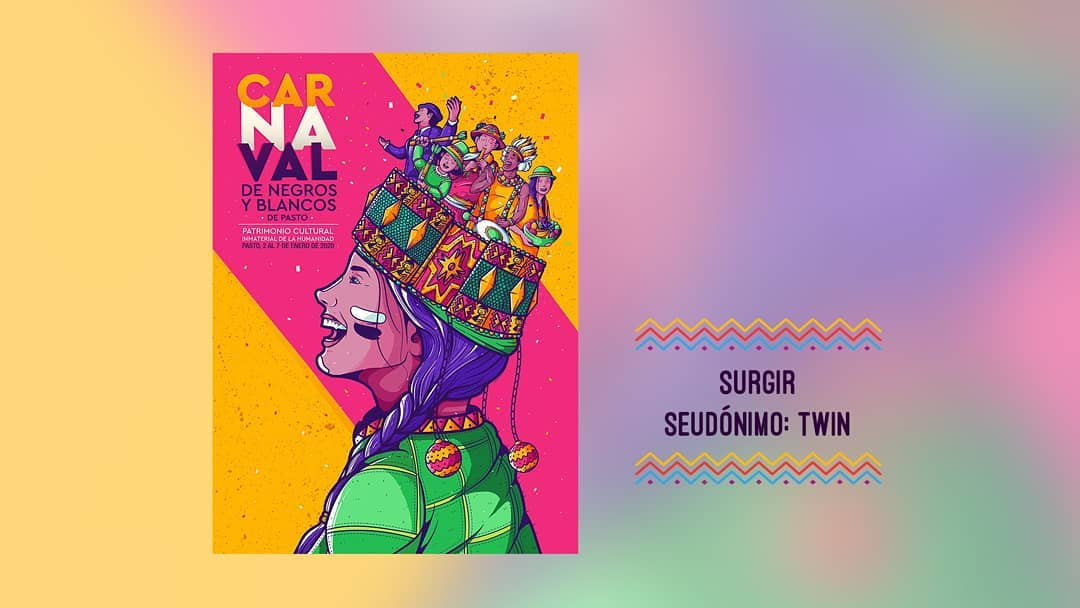 CAR
NA
VAL
DE NEGROS
Y BLANCOS
· DE PASTO ·
PATRIMONIO CULTURAL
INMATERIAL DE LA HUMANIDAD
PASTO, 2 AL 7 DE ENERO DE 2020
SURGIR
SEUDÓNIMO: TWIN